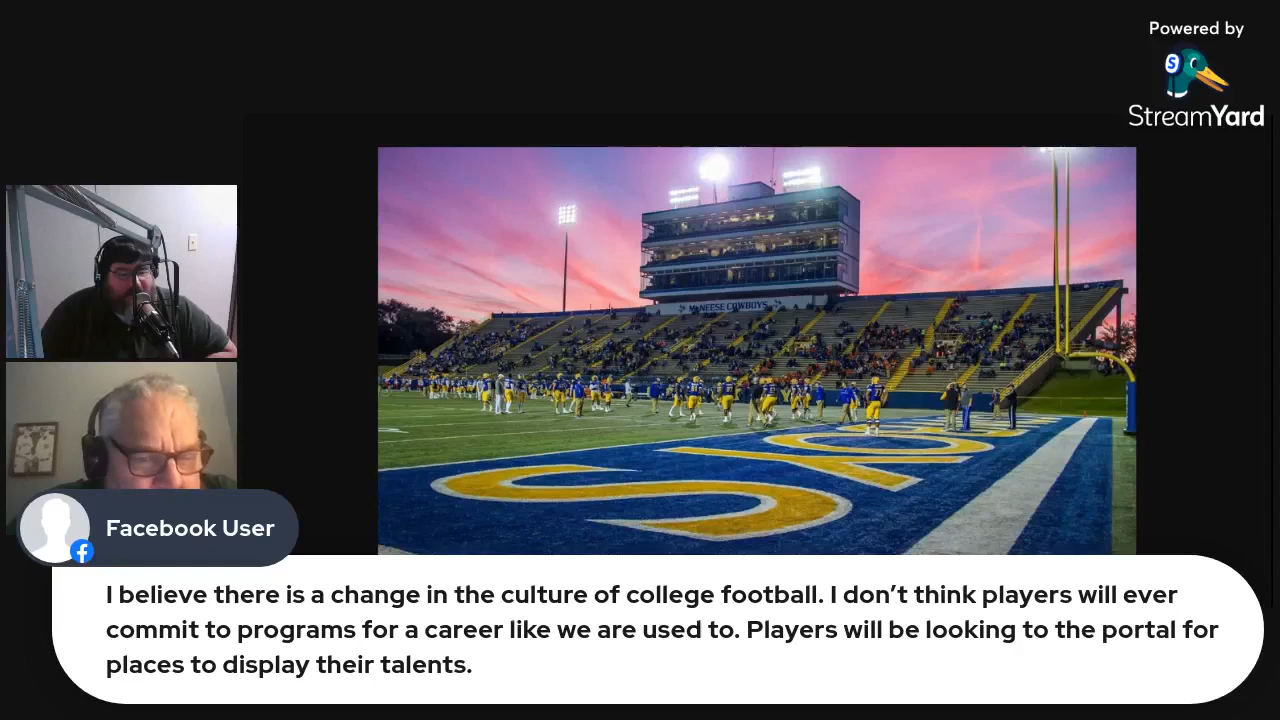 Powered by
S
StreamYard
McNEESE COWBOYS
Facebook User
I believe there is a change in the culture of college football. I don’t think players will ever
commit to programs for a career like we are used to. Players will be looking to the portal for
places to display their talents.